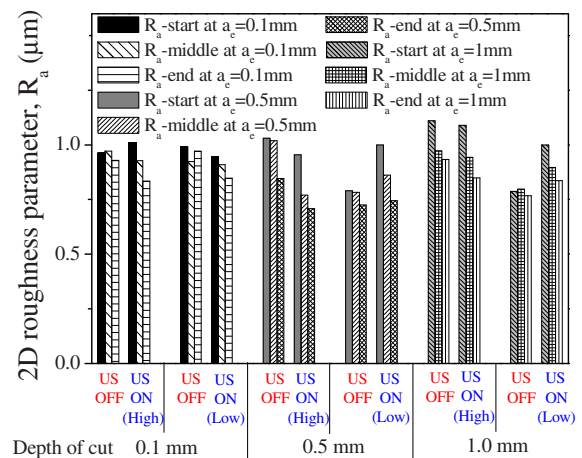 2D roughness parameter, Rₐ (μm)
Rₐ-start at aₑ=0.1mm
Rₐ-middle at aₑ=0.1mm
Rₐ-end at aₑ=0.1mm
Rₐ-start at aₑ=0.5mm
Rₐ-middle at aₑ=0.5mm
Rₐ-end at aₑ=0.5mm
Rₐ-start at aₑ=1mm
Rₐ-middle at aₑ=1mm
Rₐ-end at aₑ=1mm
1.0
0.5
0.0
US OFF
US ON (High)
US OFF
US ON (Low)
US OFF
US ON (High)
US OFF
US ON (Low)
US OFF
US ON (High)
US OFF
US ON (Low)
Depth of cut 0.1 mm 0.5 mm 1.0 mm